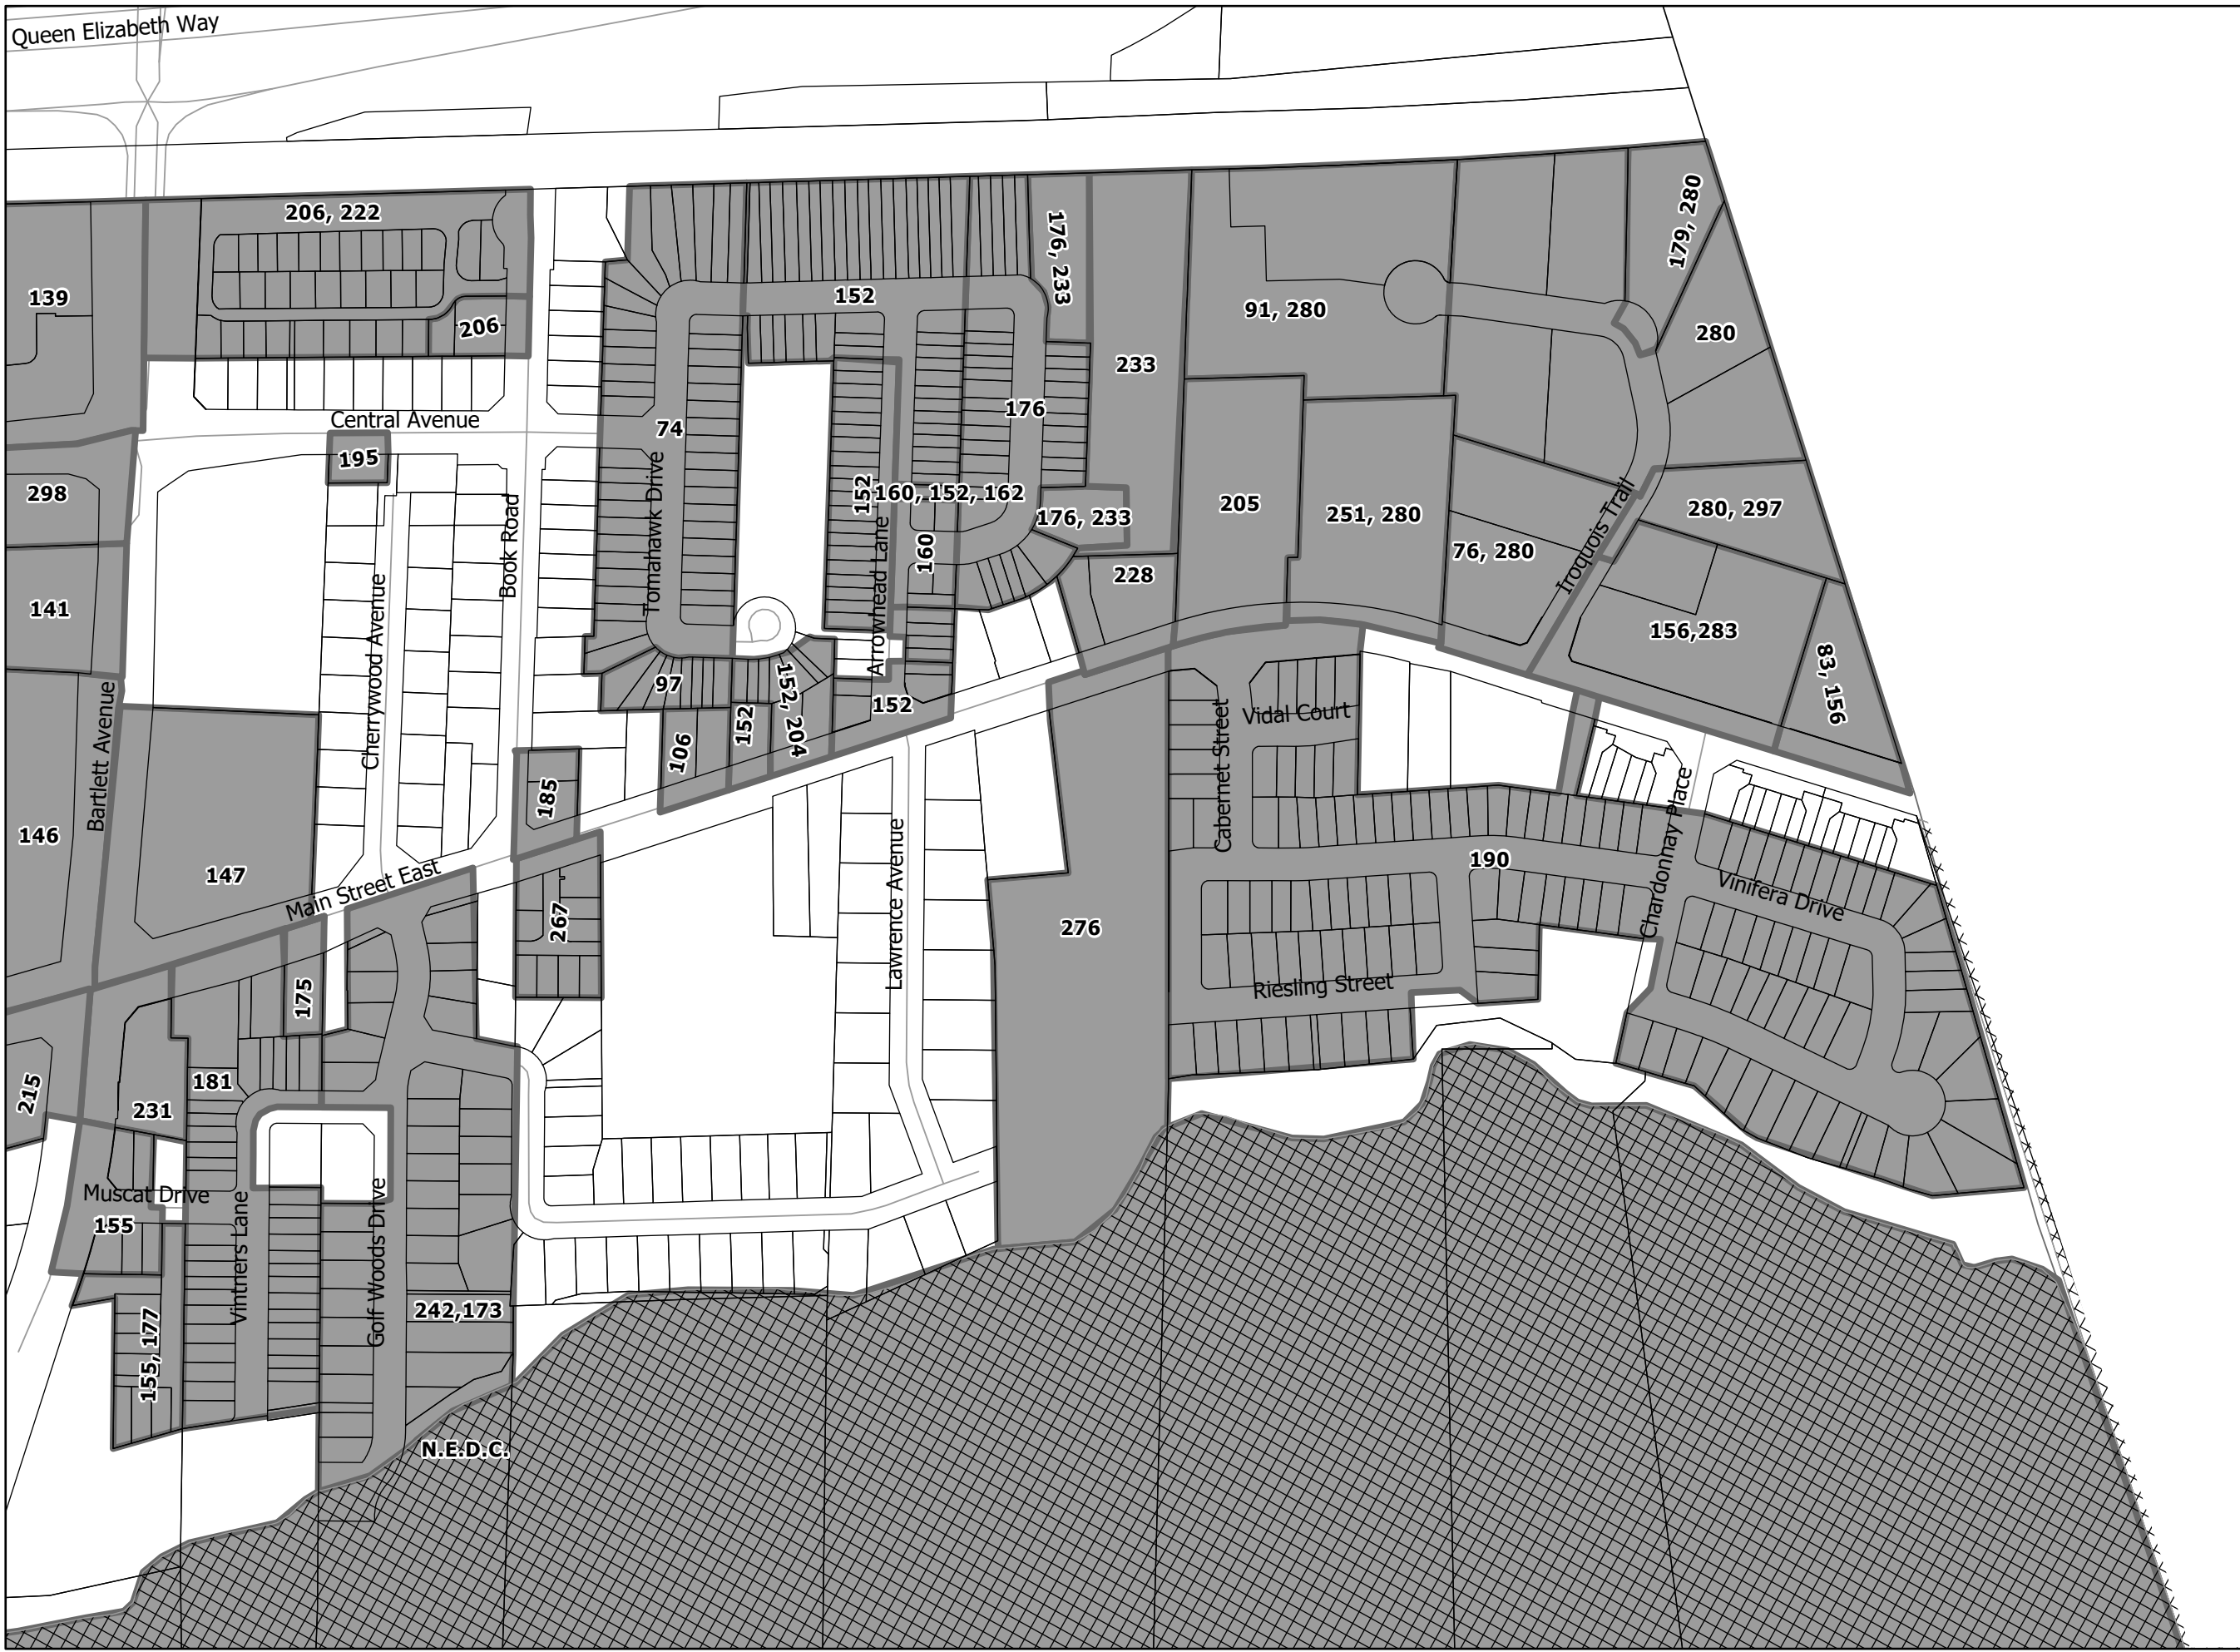 Queen Elizabeth Way
206, 222
139
206
152
176, 233
91, 280
179, 280
280
233
Central Avenue
195
74
176
298
152
160, 152, 162
176, 233
205
251, 280
280, 297
Book Road
Tomahawk Drive
Arrowhead Lane
160
76, 280
Iroquois Trail
228
141
156,283
83, 156
Cherrywood Avenue
97
152, 204
152
152
106
Bartlett Avenue
185
Cabernet Street
Vidal Court
Chardonnay Place
146
147
Main Street East
190
Vinifera Drive
267
Lawrence Avenue
276
175
Riesling Street
215
181
231
Muscat Drive
155
Vintners Lane
Golf Woods Drive
242,173
155, 177
N.E.D.C.